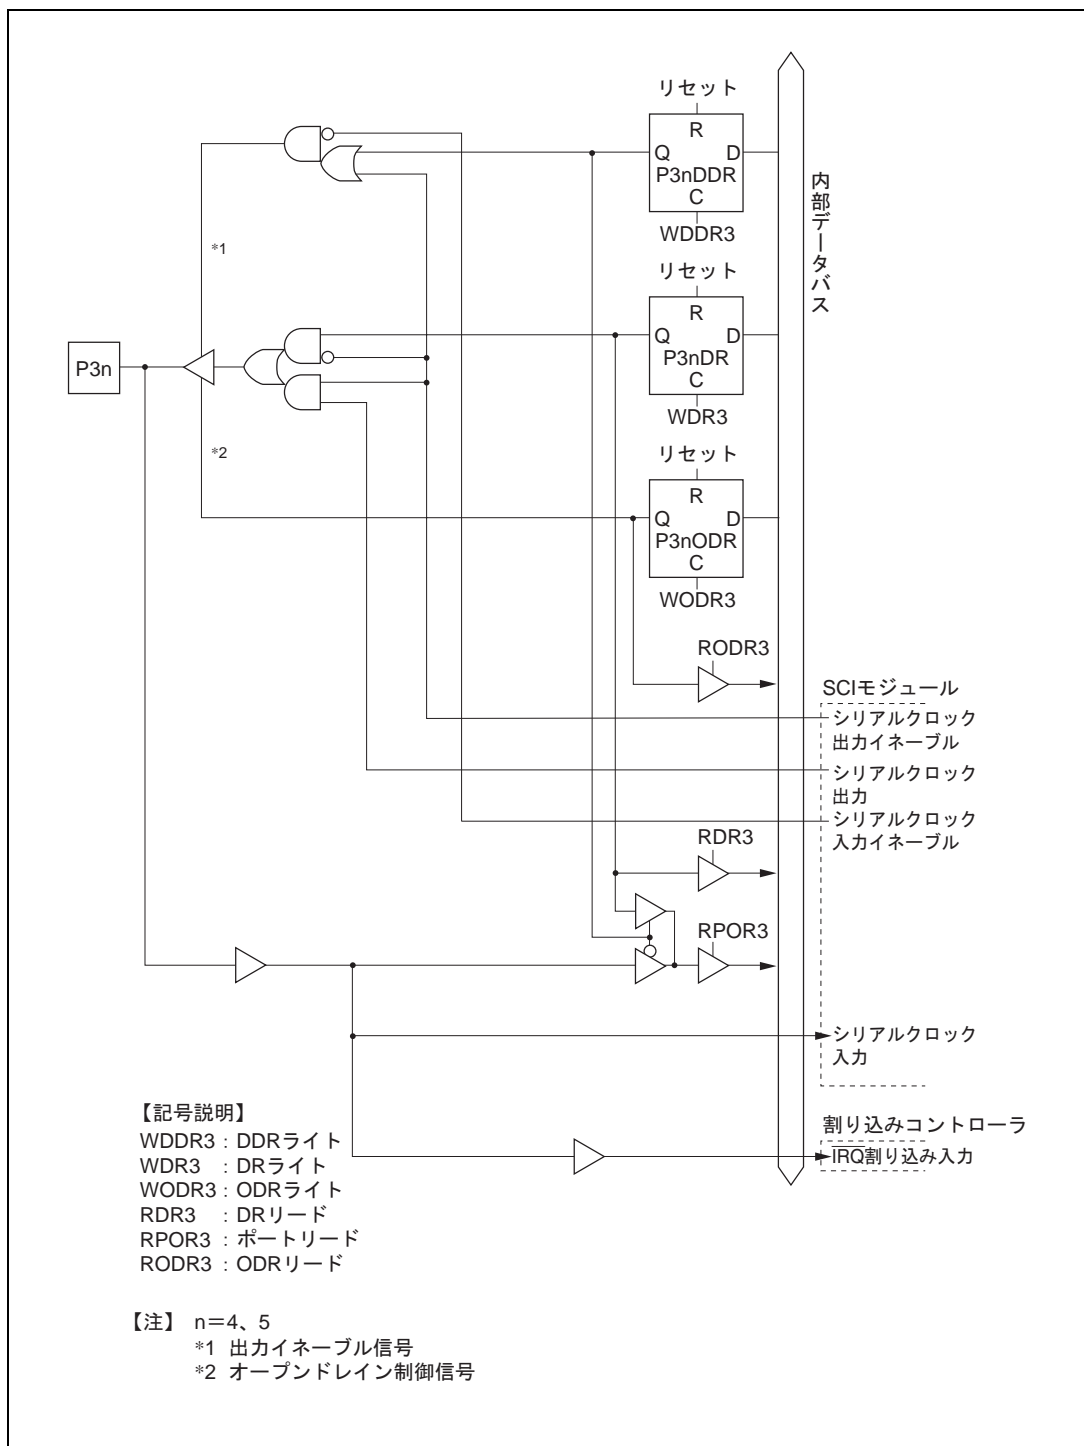 リセット
R
Q D
P3nDDR
C
WDDR3
内部データバス
*1
リセット
R
Q D
P3nDR
C
WDR3
P3n
*2
リセット
R
Q D
P3nODR
C
WODR3
RODR3
SCIモジュール
シリアルクロック
出力イネーブル
シリアルクロック
出力
シリアルクロック
入力イネーブル
RDR3
RPOR3
シリアルクロック
入力
割り込みコントローラ
IRQ割り込み入力
【記号説明】
WDDR3 : DDRライト
WDR3 : DRライト
WODR3 : ODRライト
RDR3 : DRリード
RPOR3 : ポートリード
RODR3 : ODRリード
【注】 n=4、5
*1 出力イネーブル信号
*2 オープンドレイン制御信号